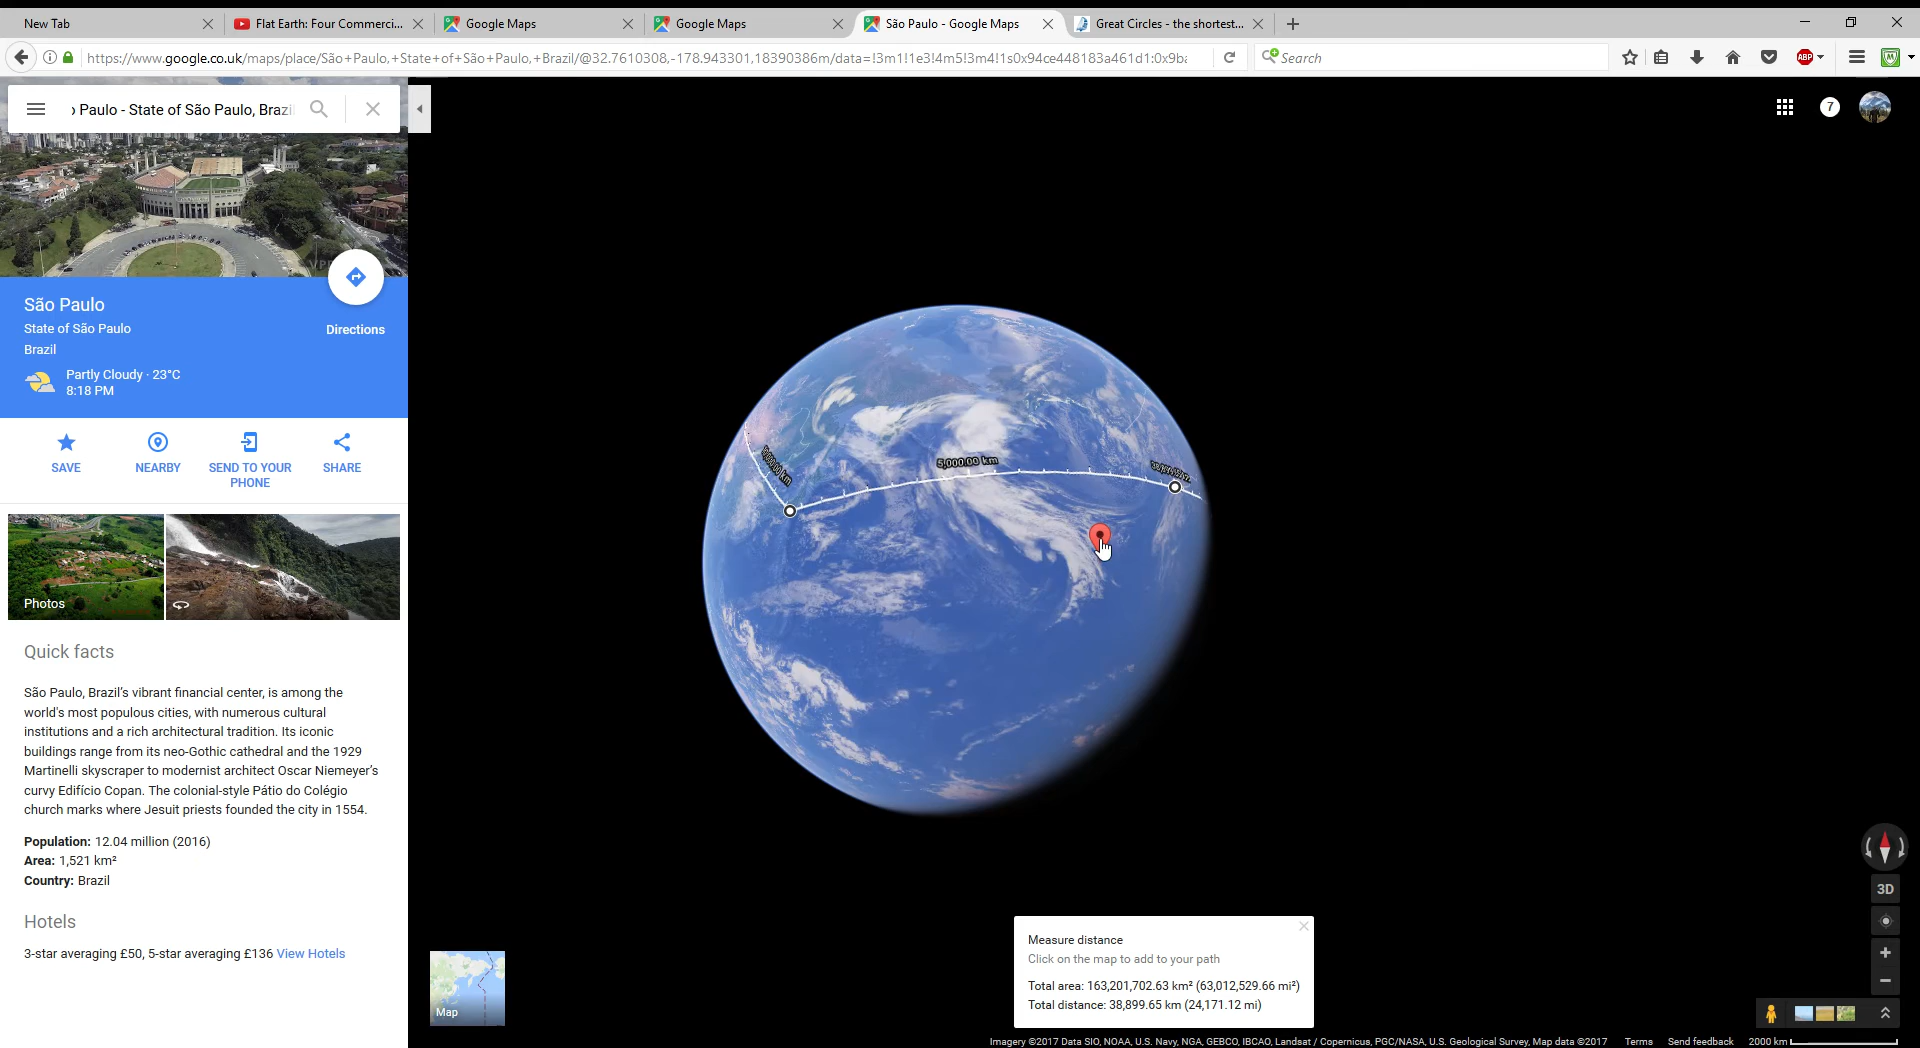 New Tab
Flat Earth: Four Commerci...
Google Maps
Google Maps
São Paulo - Google Maps
Great Circles - the shortest...
https://www.google.co.uk/maps/place/São+Paulo,+State+of+São+Paulo,+Brazil/@32.7610308,-178.943301,18390386m/data=!3m1!1e3!4m5!3m4!1s0x94ce448183a461d1:0x9ba
Search
ABP
Paulo - State of São Paulo, Brazil
7
São Paulo
State of São Paulo
Brazil
Directions
Partly Cloudy · 23°C
8:18 PM
SAVE
NEARBY
SEND TO YOUR
PHONE
SHARE
5,000.00 km
Photos
Quick facts
São Paulo, Brazil's vibrant financial center, is among the
world's most populous cities, with numerous cultural
institutions and a rich architectural tradition. Its iconic
buildings range from its neo-Gothic cathedral and the 1929
Martinelli skyscraper to modernist architect Oscar Niemeyer's
curvy Edifício Copan. The colonial-style Pátio do Colégio
church marks where Jesuit priests founded the city in 1554.
Population: 12.04 million (2016)
Area: 1,521 km²
Country: Brazil
Hotels
3-star averaging £50, 5-star averaging £136 View Hotels
Map
Measure distance
Click on the map to add to your path
Total area: 163,201,702.63 km² (63,012,529.66 mi²)
Total distance: 38,899.65 km (24,171.12 mi)
3D
Imagery ©2017 Data SIO, NOAA, U.S. Navy, NGA, GEBCO, IBCAO, Landsat / Copernicus, PGC/NASA, U.S. Geological Survey, Map data ©2017
Terms
Send feedback
2000 km